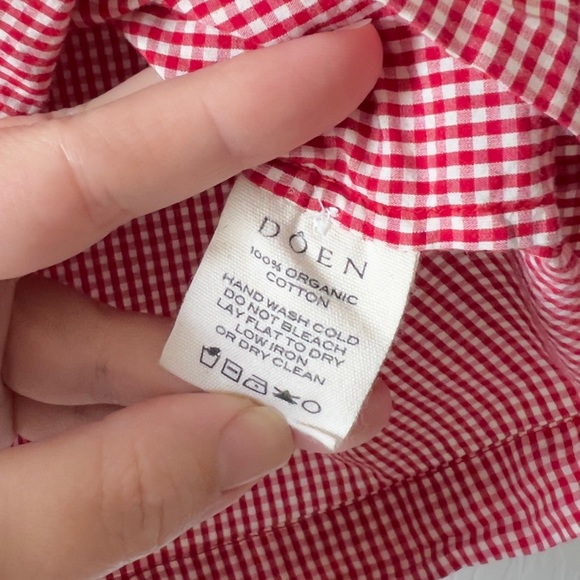 DÔEN
100% ORGANIC
COTTON
HAND WASH COLD
DO NOT BLEACH
LAY FLAT TO DRY
LOW IRON
OR DRY CLEAN